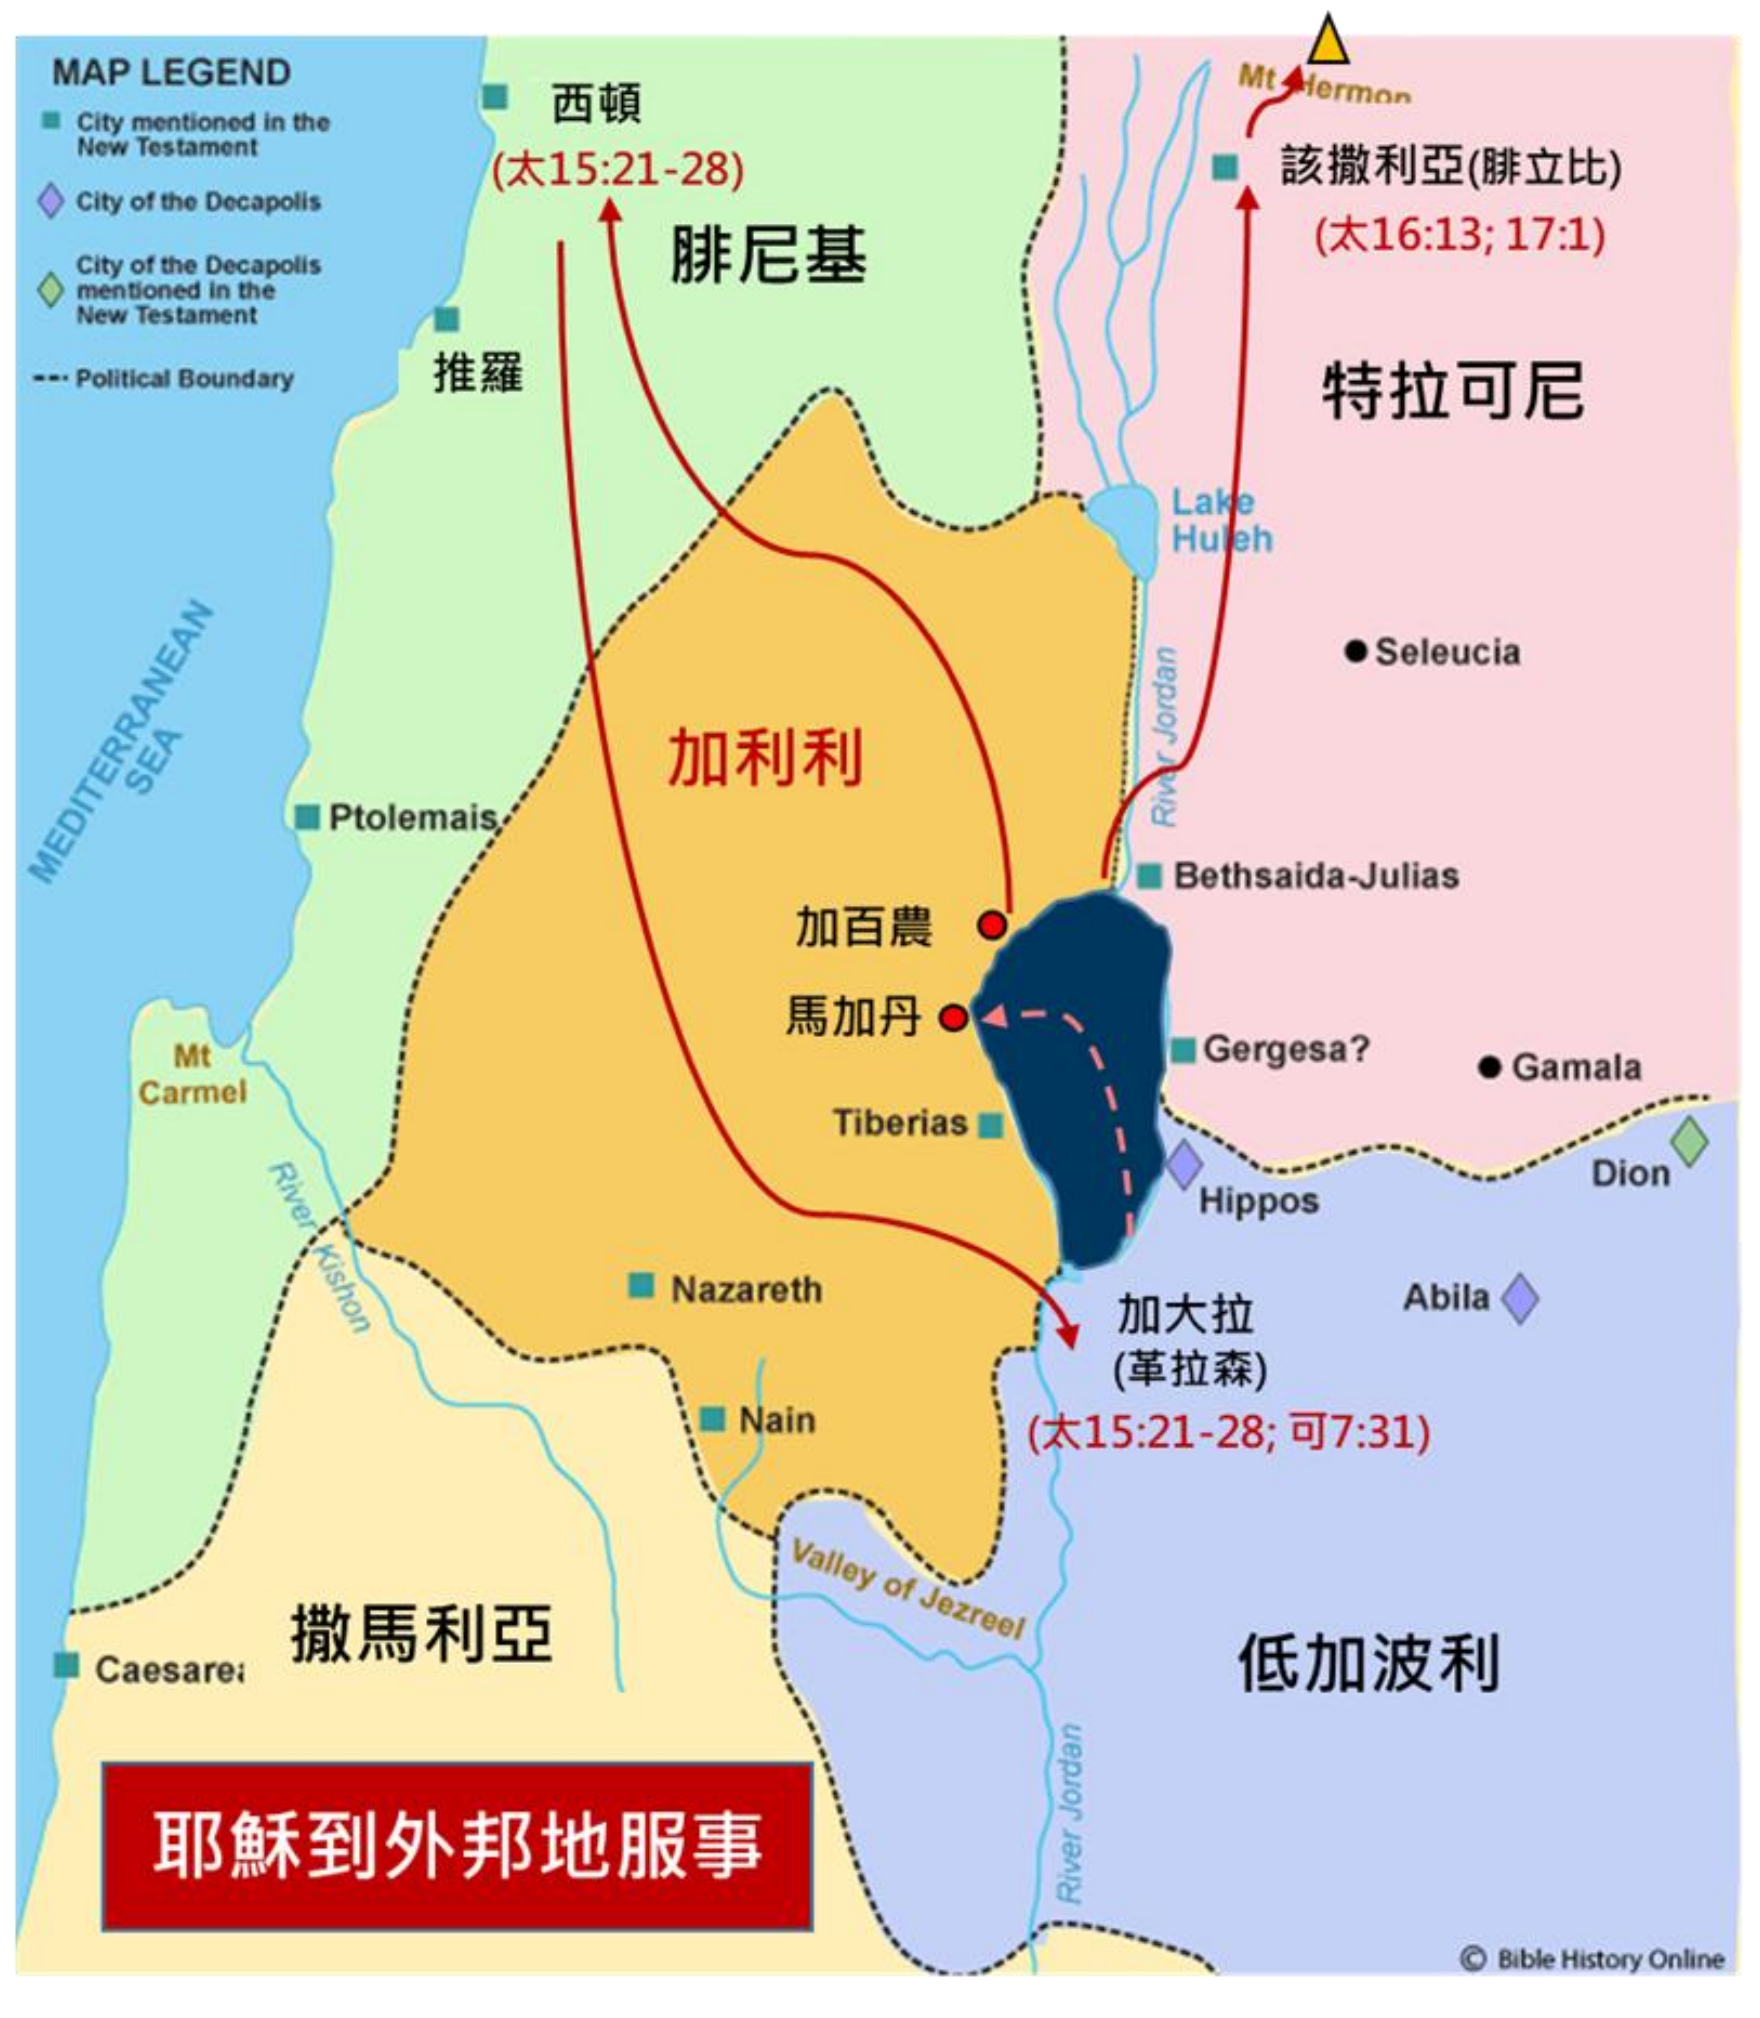 MAP LEGEND
City mentioned in the
New Testament
City of the Decapolis
City of the Decapolis
mentioned in the
New Testament
Political Boundary
西頓
(太15:21-28)
腓尼基
推羅
Mt Hermon
該撒利亞(腓立比)
(太16:13; 17:1)
特拉可尼
Lake
Huleh
MEDITERRANEAN
SEA
Seleucia
River Jordan
加利利
Ptolemais
Bethsaida-Julias
加百農
馬加丹
Gergesa?
Gamala
Mt
Carmel
Tiberias
Dion
Hippos
River Kishon
Nazareth
Abila
加大拉
(革拉森)
(太15:21-28; 可7:31)
Nain
Valley of Jezreel
撒馬利亞
低加波利
Caesarea
River Jordan
耶穌到外邦地服事
© Bible History Online